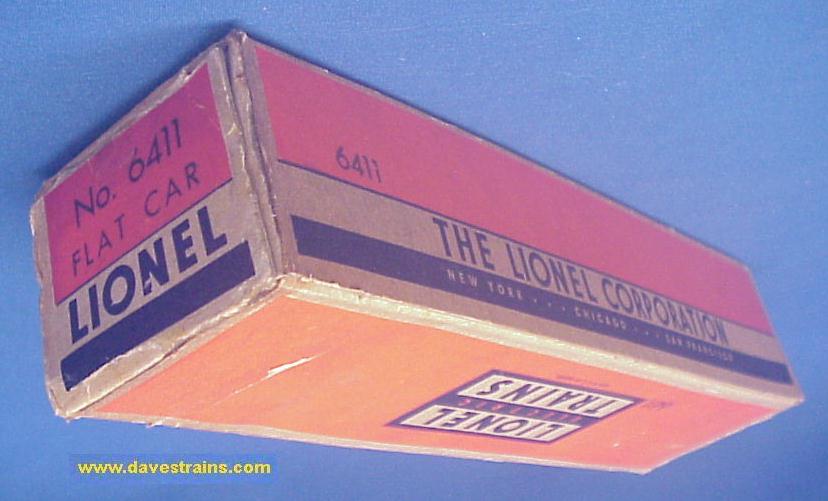 No. 6411
FLAT CAR
LIONEL
6411
THE LIONEL CORPORATION
NEW YORK • • • CHICAGO • • • SAN FRANCISCO
LIONEL
ELECTRIC
TRAINS
www.davestrains.com